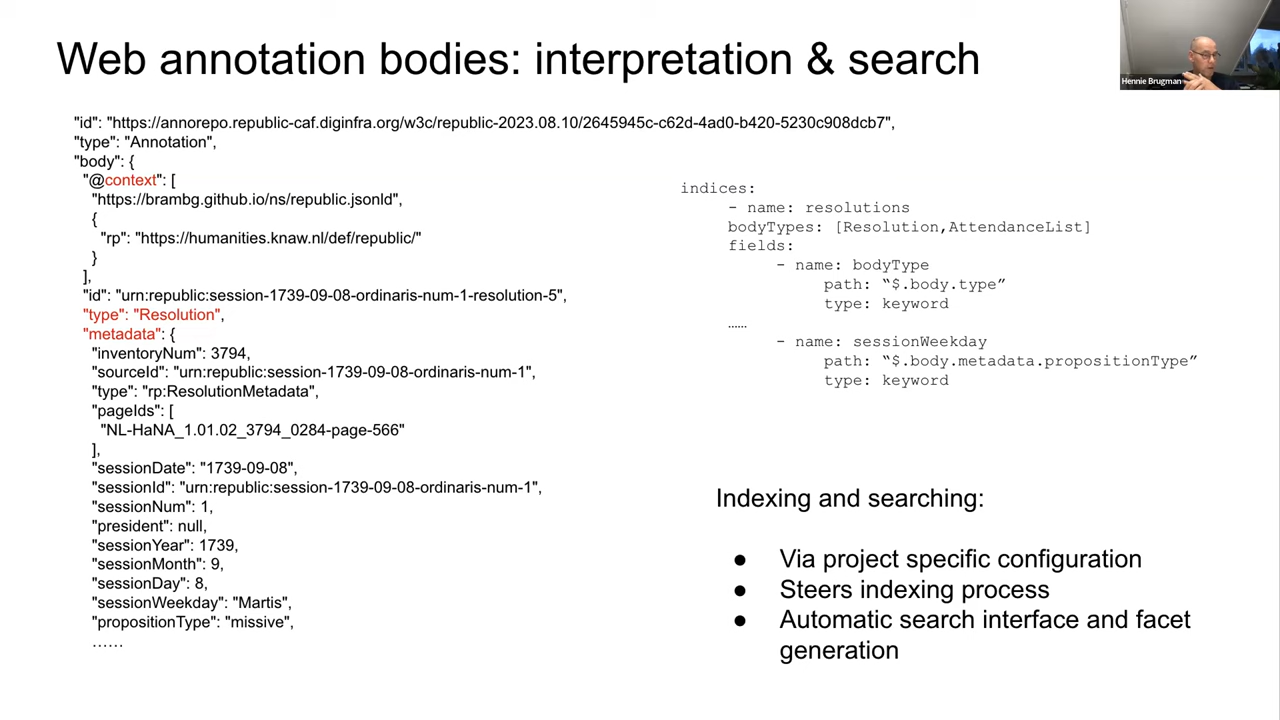 Web annotation bodies: interpretation & search
Hennie Brugman
"id": "https://annorepo.republic-caf.diginfra.org/w3c/republic-2023.08.10/2645945c-c62d-4ad0-b420-5230c908dcb7",
"type": "Annotation",
"body": {
"@context": [
"https://brambg.github.io/ns/republic.jsonld",
{
"rp": "https://humanities.knaw.nl/def/republic/"
}
],
"id": "urn:republic:session-1739-09-08-ordinaris-num-1-resolution-5",
"type": "Resolution",
"metadata": {
"inventoryNum": 3794,
"sourceId": "urn:republic:session-1739-09-08-ordinaris-num-1",
"type": "rp:ResolutionMetadata",
"pageIds": [
"NL-HaNA_1.01.02_3794_0284-page-566"
],
"sessionDate": "1739-09-08",
"sessionId": "urn:republic:session-1739-09-08-ordinaris-num-1",
"sessionNum": 1,
"president": null,
"sessionYear": 1739,
"sessionMonth": 9,
"sessionDay": 8,
"sessionWeekday": "Martis",
"propositionType": "missive",
......
indices:
- name: resolutions
bodyTypes: [Resolution,AttendanceList]
fields:
- name: bodyType
path: “$.body.type”
type: keyword
……
- name: sessionWeekday
path: “$.body.metadata.propositionType”
type: keyword
Indexing and searching:
● Via project specific configuration
● Steers indexing process
● Automatic search interface and facet
generation